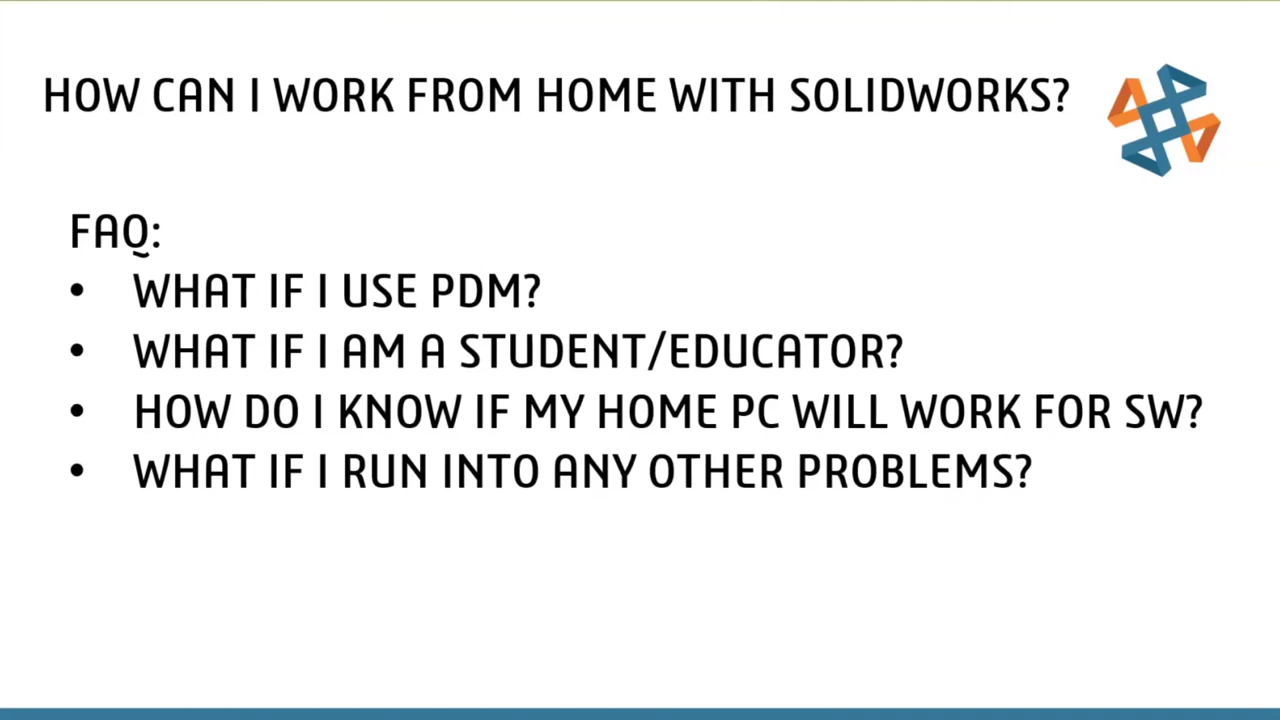 HOW CAN I WORK FROM HOME WITH SOLIDWORKS?
FAQ:
• WHAT IF I USE PDM?
• WHAT IF I AM A STUDENT/EDUCATOR?
• HOW DO I KNOW IF MY HOME PC WILL WORK FOR SW?
• WHAT IF I RUN INTO ANY OTHER PROBLEMS?